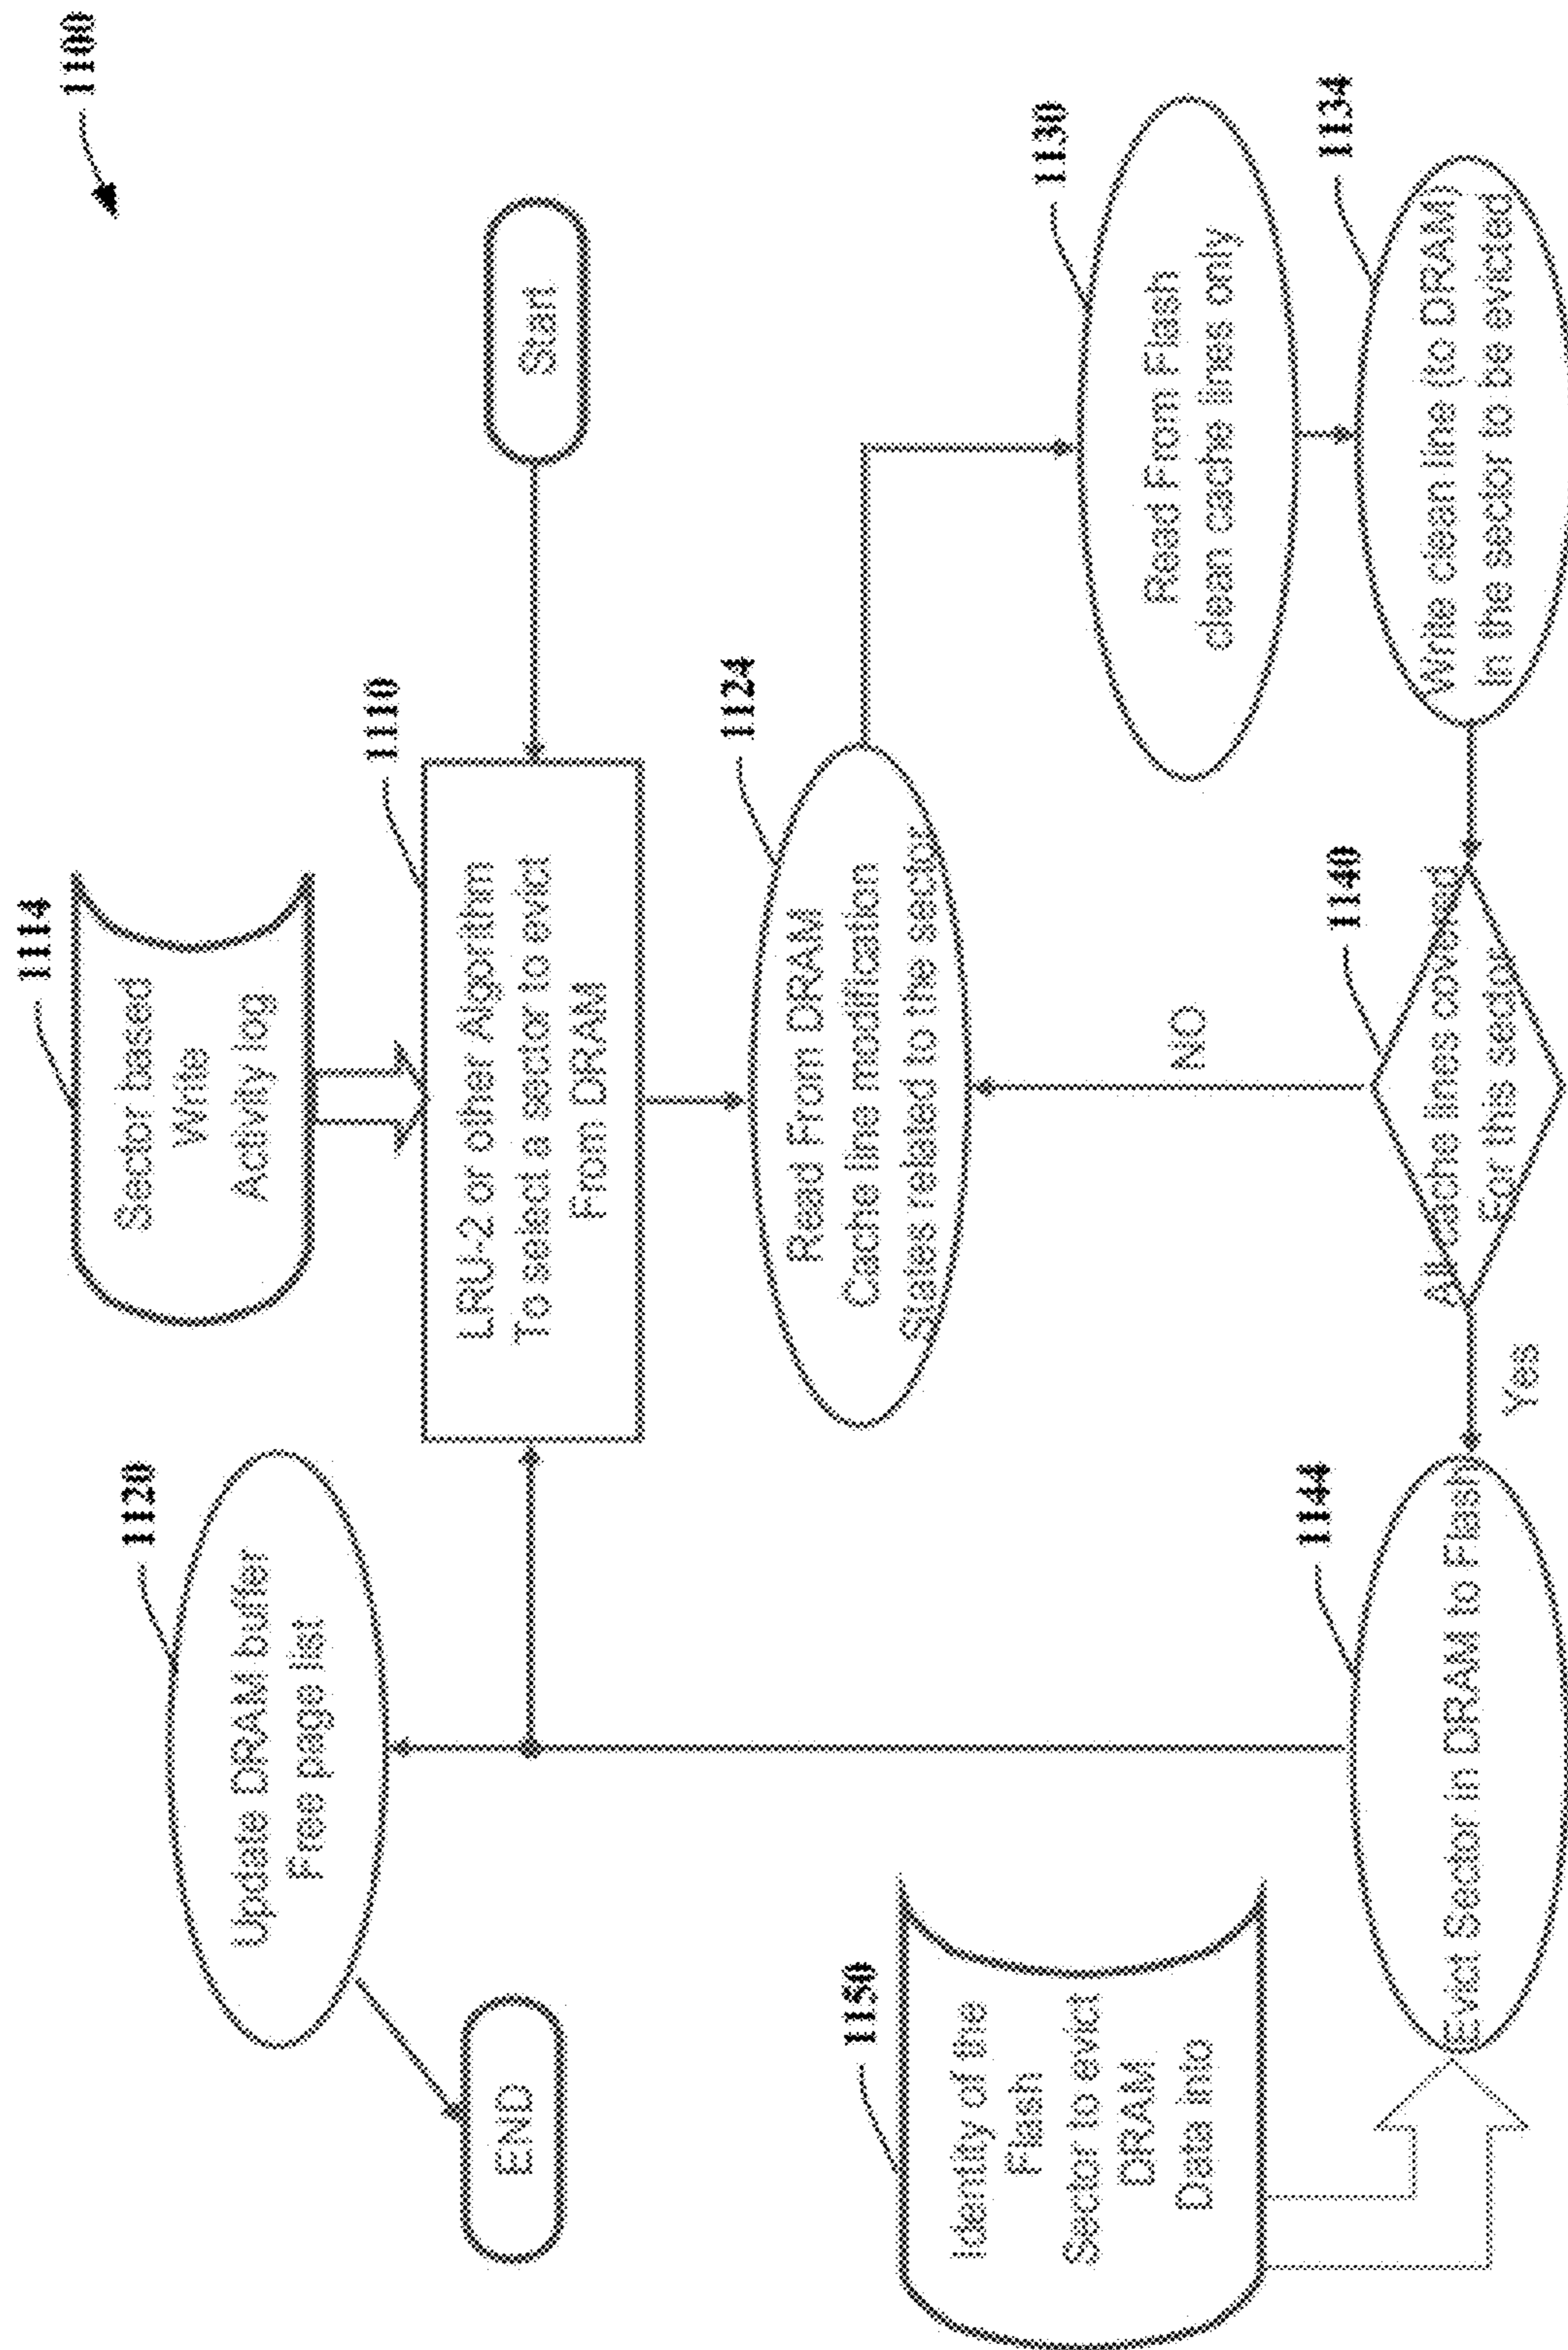 1100
1114
Sector based
Write
Activity log
1120
Update DRAM buffer
Free page list
1110
LRU-2 or other Algorithm
To select a sector to evict
From DRAM
Start
END
1124
Read From DRAM
Cache line modification
States related to the sector
1130
Read From Flash
clean cache lines only
NO
1150
Identity of the
Flash
Sector to evict
DRAM
Data into
1144
Evict Sector in DRAM to Flash
Yes
1140
All cache lines covered
For this sector
1134
Write clean line (to DRAM)
In the sector to be evicted